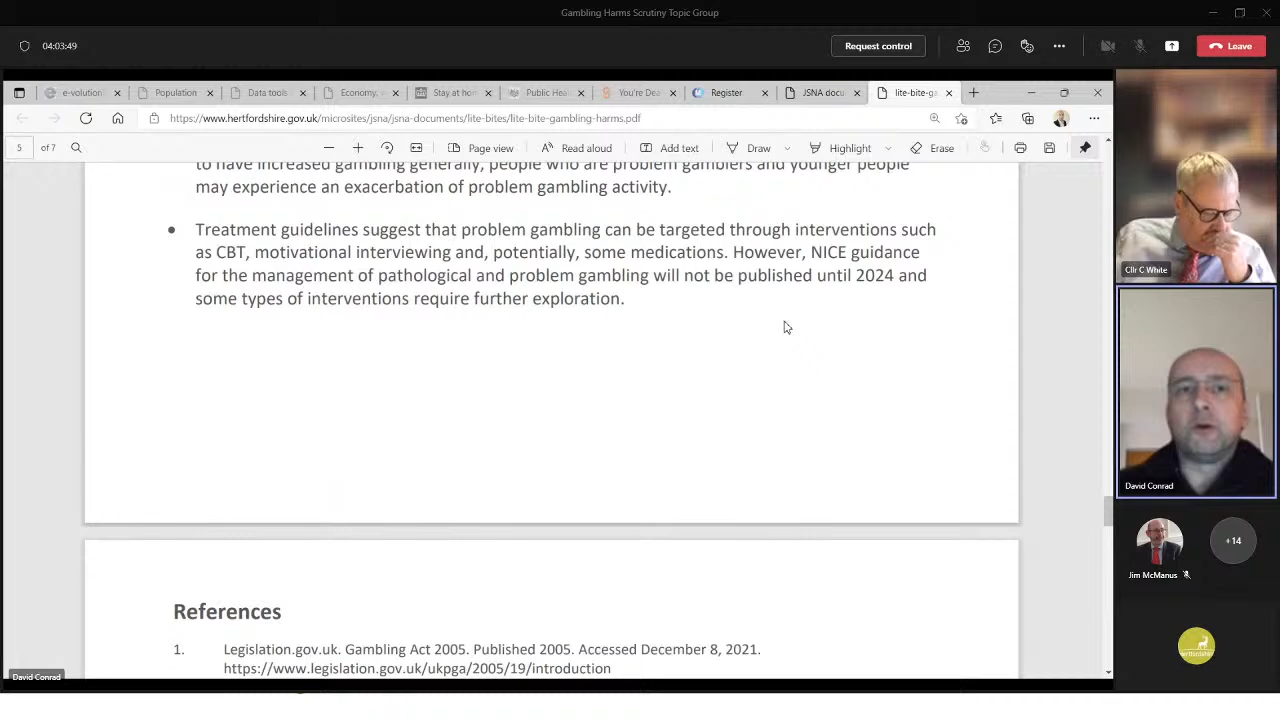 Gambling Harms Scrutiny Topic Group
04:03:49
Request control
Leave
e-volution
Population
Data tools
Economy, 
Stay at hom
Public Heal
You're Dea
Register
JSNA docu
lite-bite-ga
https://www.hertfordshire.gov.uk/microsites/jsna/jsna-documents/lite-bites/lite-bite-gambling-harms.pdf
5 of 7
Page view
Read aloud
Add text
Draw
Highlight
Erase
to have increased gambling generally, people who are problem gamblers and younger people
may experience an exacerbation of problem gambling activity.
• Treatment guidelines suggest that problem gambling can be targeted through interventions such
as CBT, motivational interviewing and, potentially, some medications. However, NICE guidance
for the management of pathological and problem gambling will not be published until 2024 and
some types of interventions require further exploration.
References
1. Legislation.gov.uk. Gambling Act 2005. Published 2005. Accessed December 8, 2021.
https://www.legislation.gov.uk/ukpga/2005/19/introduction
David Conrad
Cllr C White
David Conrad
Jim McManus
+14